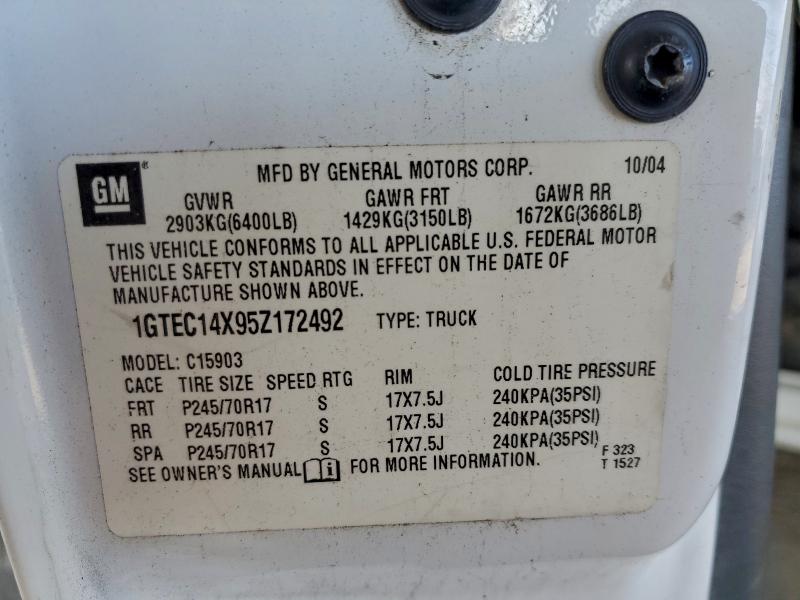 GM ® MFD BY GENERAL MOTORS CORP. 10/04
GVWR GAWR FRT GAWR RR
2903KG(6400LB) 1429KG(3150LB) 1672KG(3686LB)
THIS VEHICLE CONFORMS TO ALL APPLICABLE U.S. FEDERAL MOTOR
VEHICLE SAFETY STANDARDS IN EFFECT ON THE DATE OF
MANUFACTURE SHOWN ABOVE.
1GTEC14X95Z172492 TYPE: TRUCK
MODEL: C15903
CACE TIRE SIZE SPEED RTG RIM COLD TIRE PRESSURE
FRT P245/70R17 S 17X7.5J 240KPA(35PSI)
RR P245/70R17 S 17X7.5J 240KPA(35PSI)
SPA P245/70R17 S 17X7.5J 240KPA(35PSI)
SEE OWNER'S MANUAL i FOR MORE INFORMATION.
F 323
T 1527